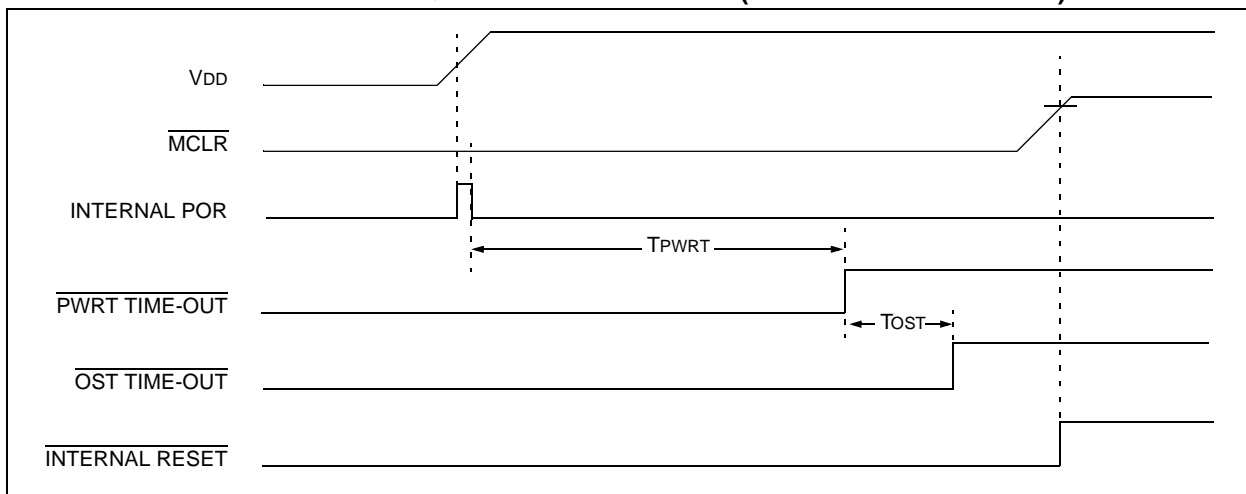 VDD
MCLR
INTERNAL POR
TPWRT
PWRT TIME-OUT
TOST
OST TIME-OUT
INTERNAL RESET